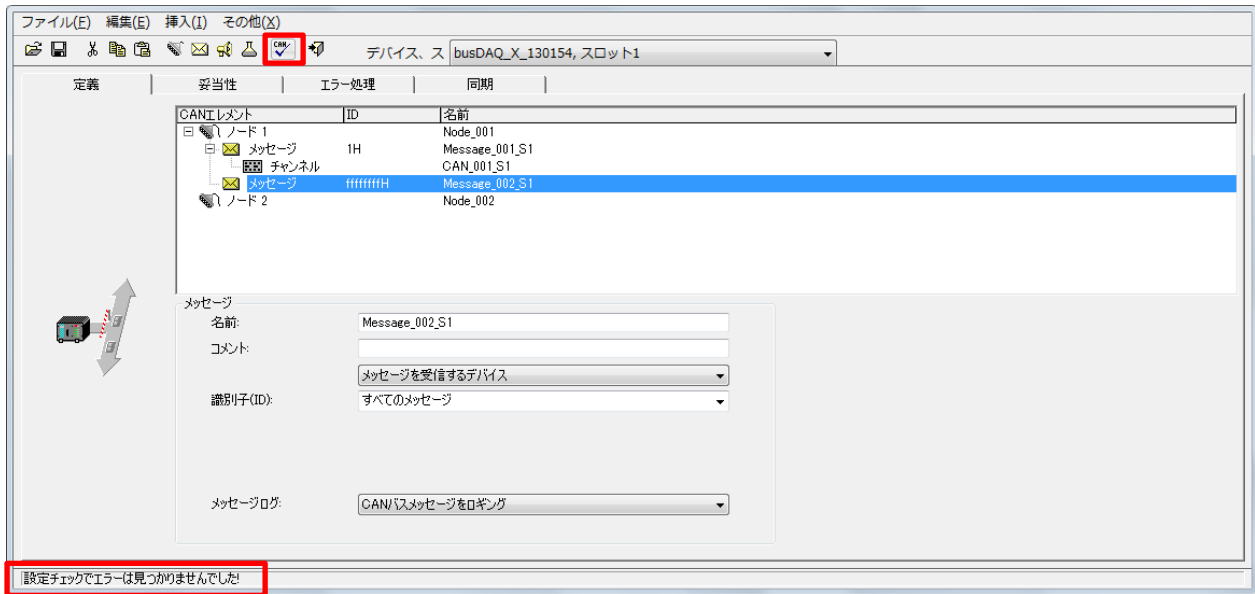 ファイル(F) 編集(E) 挿入(I) その他(X)
CAN デバイス、ス busDAQ_X_130154, スロット1
定義 妥当性 エラー処理 同期
CANエレメント ID 名前
ノード 1 Node_001
メッセージ 1H Message_001_S1
チャンネル CAN_001_S1
メッセージ ffffffffH Message_002_S1
ノード 2 Node_002
メッセージ
名前: Message_002_S1
コメント:
メッセージを受信するデバイス
識別子(ID): すべてのメッセージ
メッセージログ: CANバスメッセージをロギング
設定チェックでエラーは見つかりませんでした!